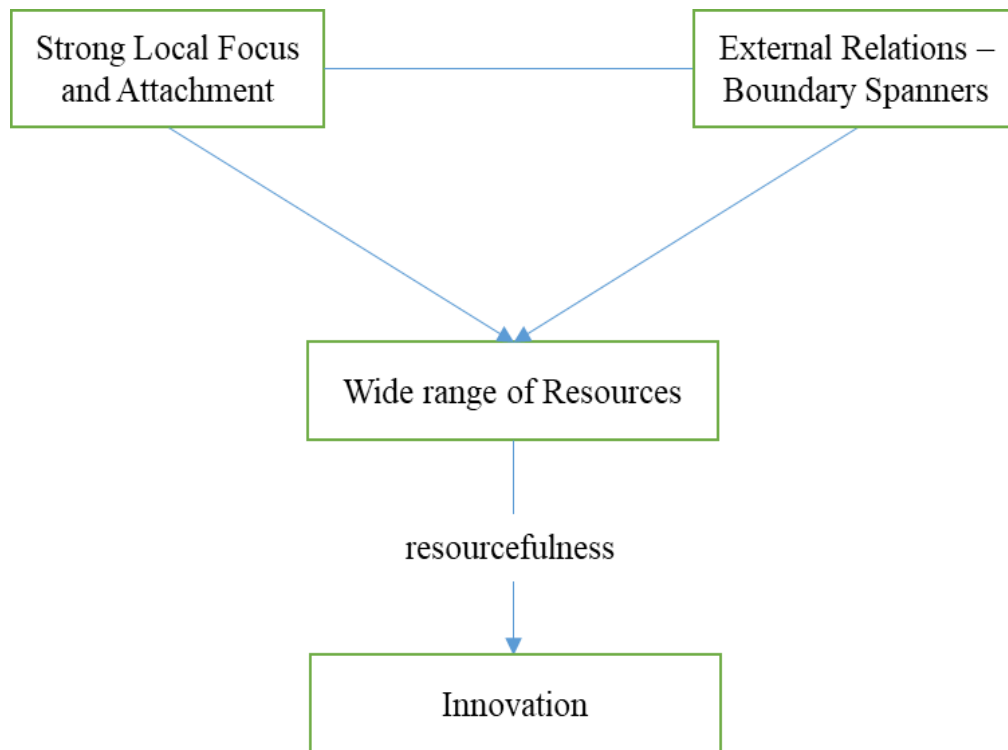 Strong Local Focus
and Attachment
External Relations –
Boundary Spanners
Wide range of Resources
resourcefulness
Innovation